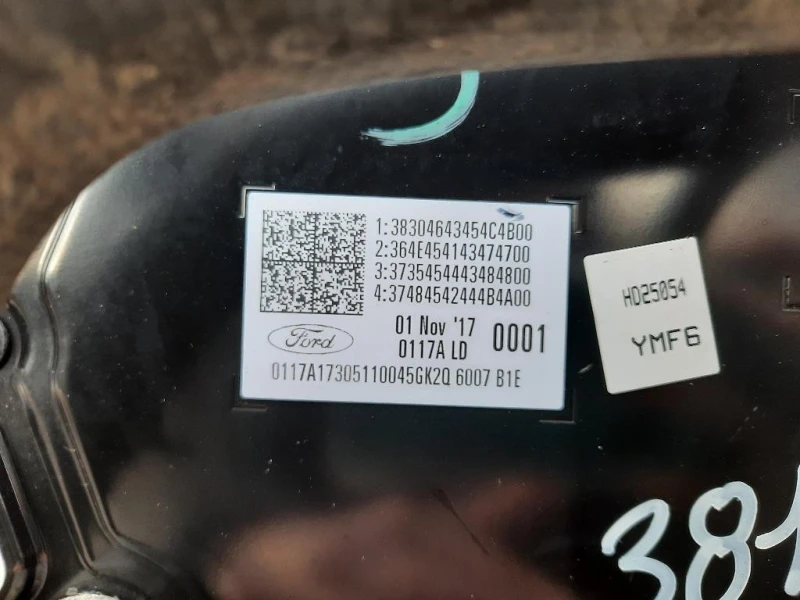 1:38304643454C4B00
2:364E454143474700
3:3735454443484800
4:37484542444B4A00
Ford
01 Nov '17
0001
0117A LD
0117A17305110045GK2Q 6007 B1E
HD25054
YMF6
381